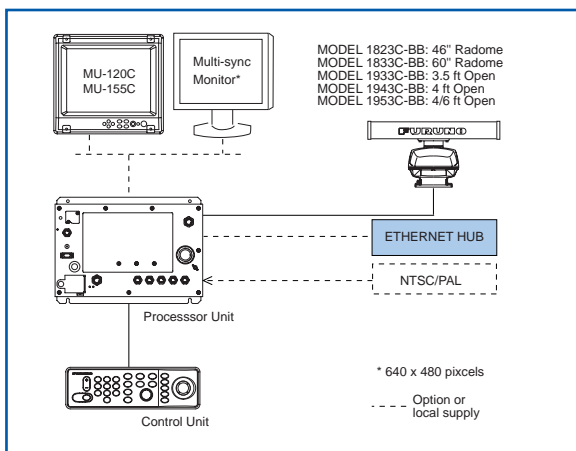 MU-120C
MU-155C
Multi-sync
Monitor*
MODEL 1823C-BB: 46" Radome
MODEL 1833C-BB: 60" Radome
MODEL 1933C-BB: 3.5 ft Open
MODEL 1943C-BB: 4 ft Open
MODEL 1953C-BB: 4/6 ft Open
FURUNO
ETHERNET HUB
NTSC/PAL
Processsor Unit
* 640 x 480 pixcels
Option or
local supply
Control Unit